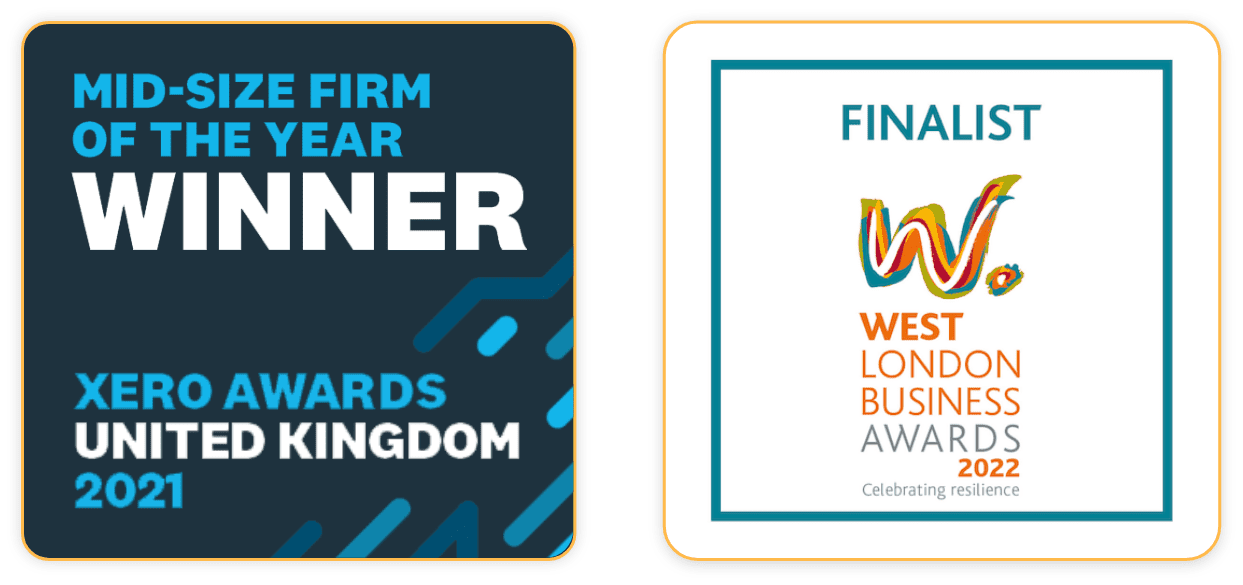 MID-SIZE FIRM
OF THE YEAR
WINNER
XERO AWARDS
UNITED KINGDOM
2021
FINALIST
W.
WEST
LONDON
BUSINESS
AWARDS
2022
Celebrating resilience